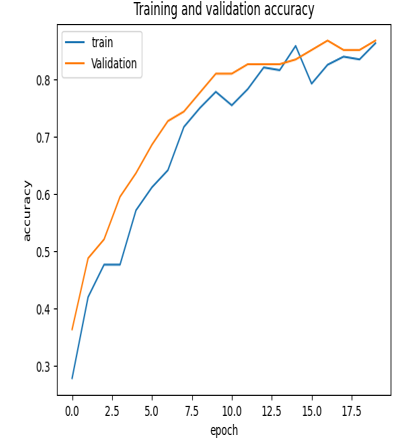 Training and validation accuracy
train
Validation
accuracy
0.8
0.7
0.6
0.5
0.4
0.3
0.0 2.5 5.0 7.5 10.0 12.5 15.0 17.5
epoch